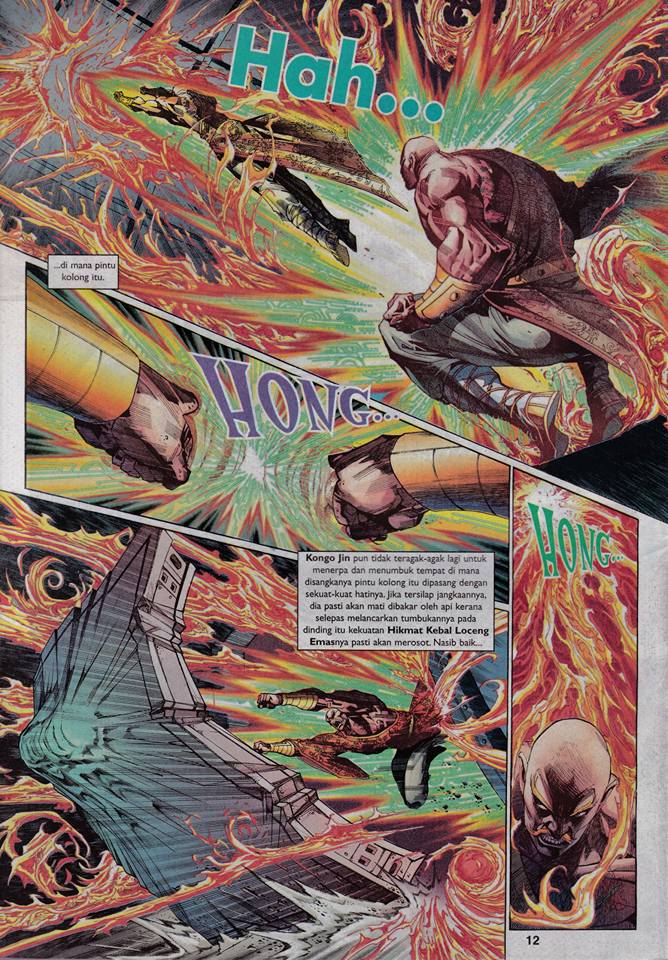 Hah...
...di mana pintu
kolong itu.
HONG...
Kongo Jin pun tidak teragak-agak lagi untuk
menerpa dan menumbuk tempat di mana
disangkanya pintu kolong itu dipasang dengan
sekuat-kuat hatinya. Jika tersilap jangkaannya,
dia pasti akan mati dibakar oleh api kerana
selepas melancarkan tumbukannya pada
dinding itu kekuatan Hikmat Kebal Loceng
Emasnya pasti akan merosot. Nasib baik...
HONG...
12